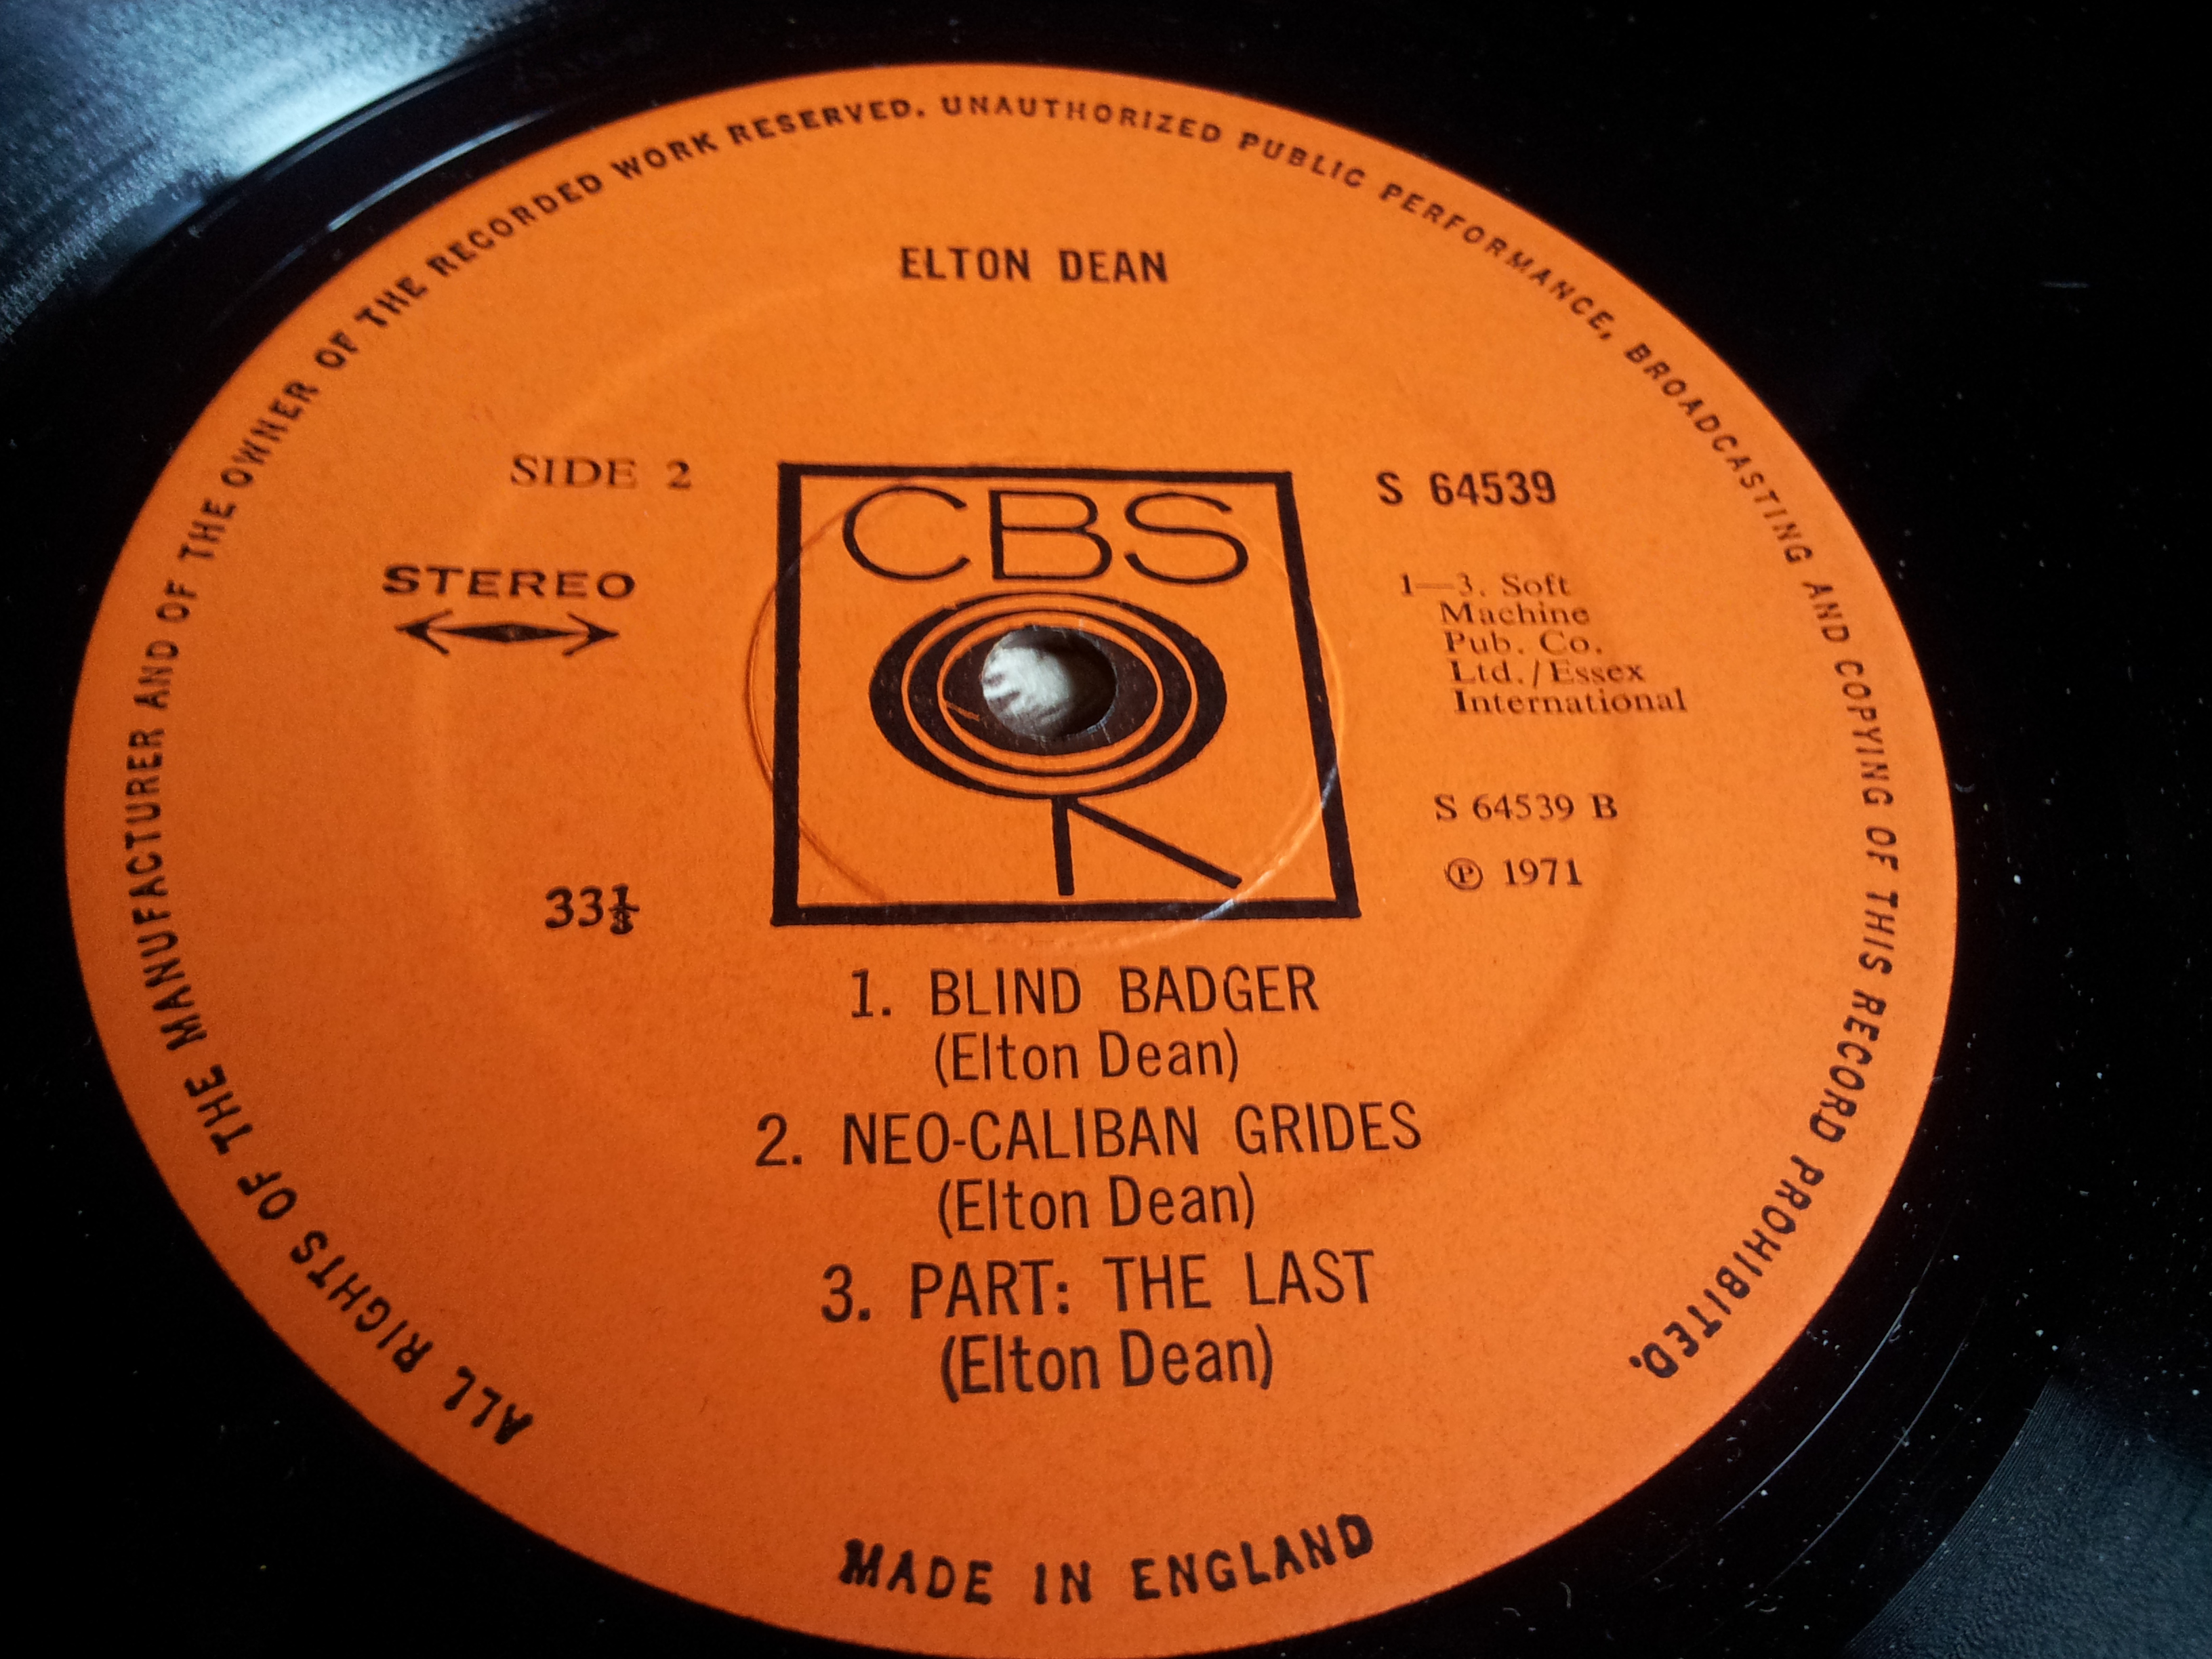 ALL RIGHTS OF THE MANUFACTURER AND OF THE OWNER OF THE RECORDED WORK RESERVED. UNAUTHORIZED PUBLIC PERFORMANCE, BROADCASTING AND COPYING OF THIS RECORD PROHIBITED.
ELTON DEAN
SIDE 2
STEREO
33⅓
CBS
S 64539
1—3. Soft
Machine
Pub. Co.
Ltd./Essex
International
S 64539 B
Ⓟ 1971
1. BLIND BADGER
(Elton Dean)
2. NEO-CALIBAN GRIDES
(Elton Dean)
3. PART: THE LAST
(Elton Dean)
MADE IN ENGLAND